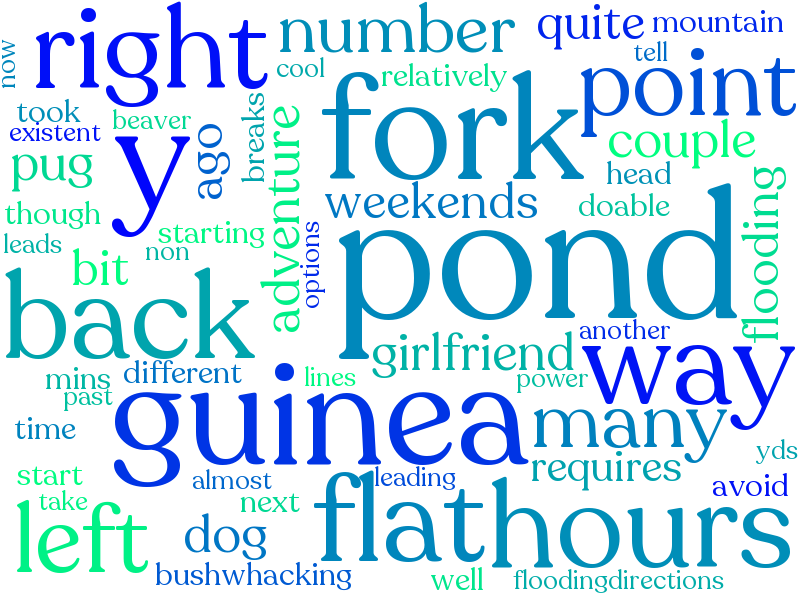 right
number
quite
mountain
now
cool
relatively
tell
point
took
existent
beaver
y
ago
breaks
fork
couple
pug
adventure
head
weekends
doable
though
flooding
starting
leads
non
bit
options
pond
back
another
girlfriend
way
mins
different
lines
power
past
guinea
many
time
yds
requires
start
almost
leading
avoid
take
next
flat
hours
left
dog
bushwhacking
well
floodingdirections